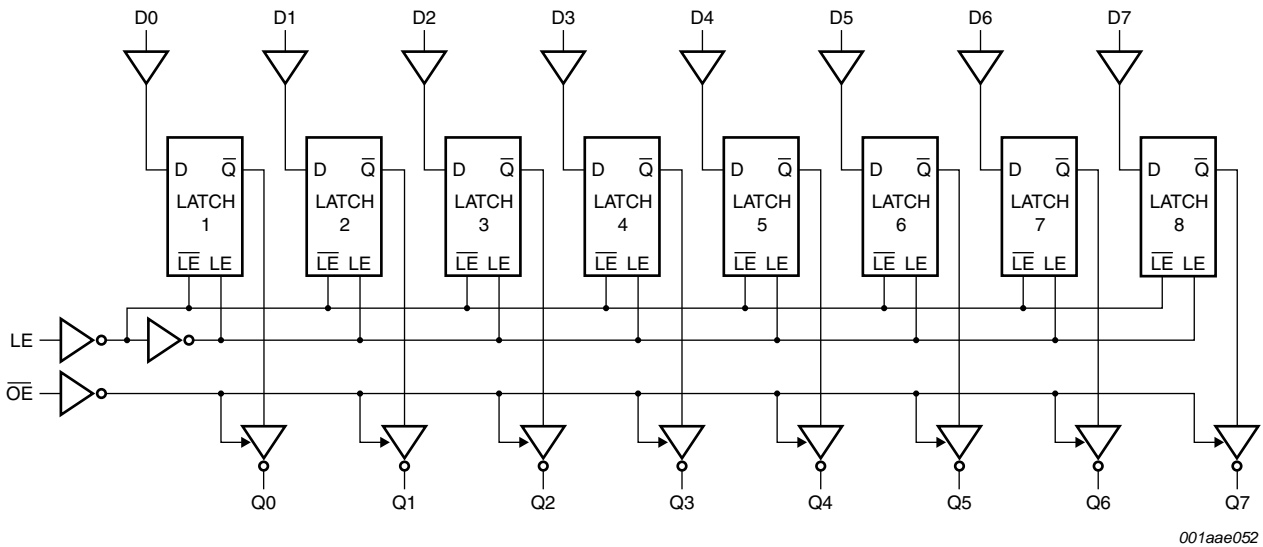 D0 D1 D2 D3 D4 D5 D6 D7
D Q̅ D Q̅ D Q̅ D Q̅ D Q̅ D Q̅ D Q̅ D Q̅
LATCH LATCH LATCH LATCH LATCH LATCH LATCH LATCH
1 2 3 4 5 6 7 8
L̅E̅ LE L̅E̅ LE L̅E̅ LE L̅E̅ LE L̅E̅ LE L̅E̅ LE L̅E̅ LE L̅E̅ LE
LE
O̅E̅
Q0 Q1 Q2 Q3 Q4 Q5 Q6 Q7
001aae052